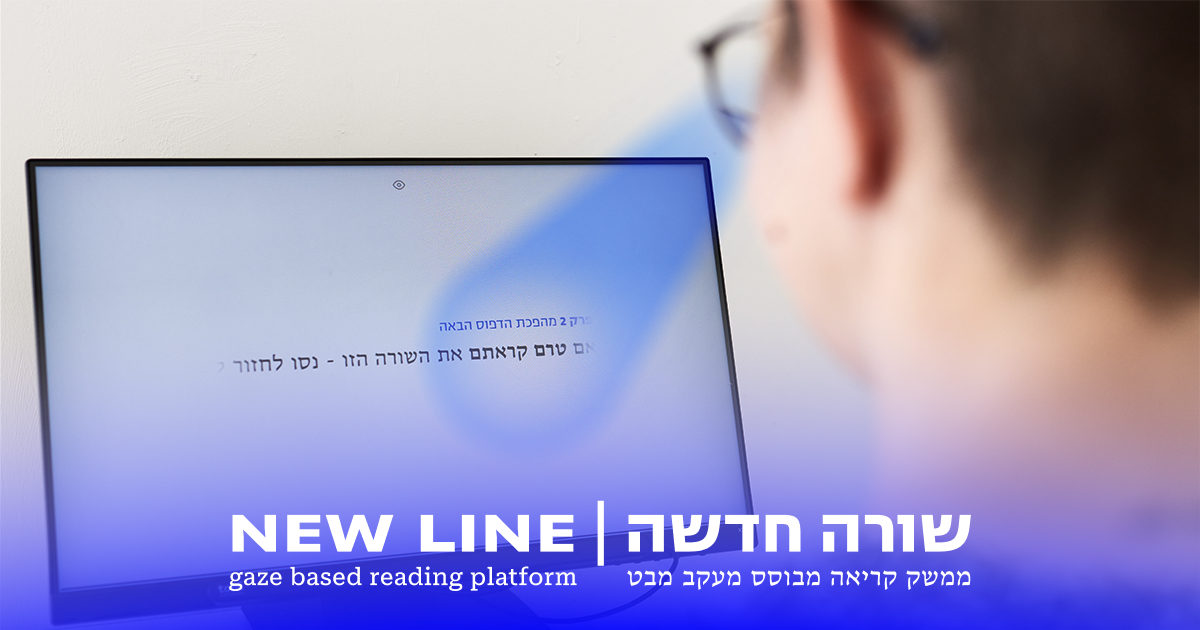 פרק 2 מהפכת הדפוס הבאה
אם טרם קראתם את השורה הזו - נסו לחזור
NEW LINE | שורה חדשה
gaze based reading platform ממשק קריאה מבוסס מעקב מבט